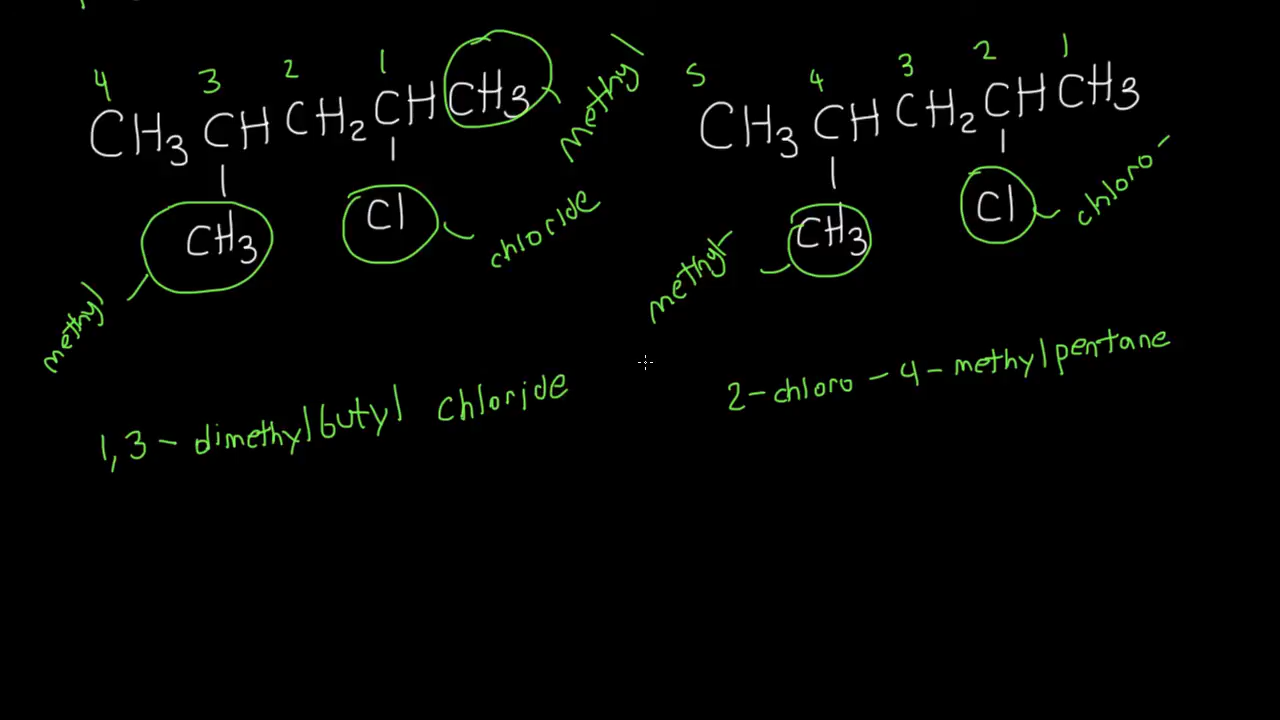 4 3 2 1
CH3 CH CH2 CH CH3 methyl
CH3 Cl
methyl chloride
1,3 - dimethylbutyl chloride
5 4 3 2 1
CH3 CH CH2 CH CH3
CH3 Cl
methyl- chloro-
2-chloro-4-methylpentane